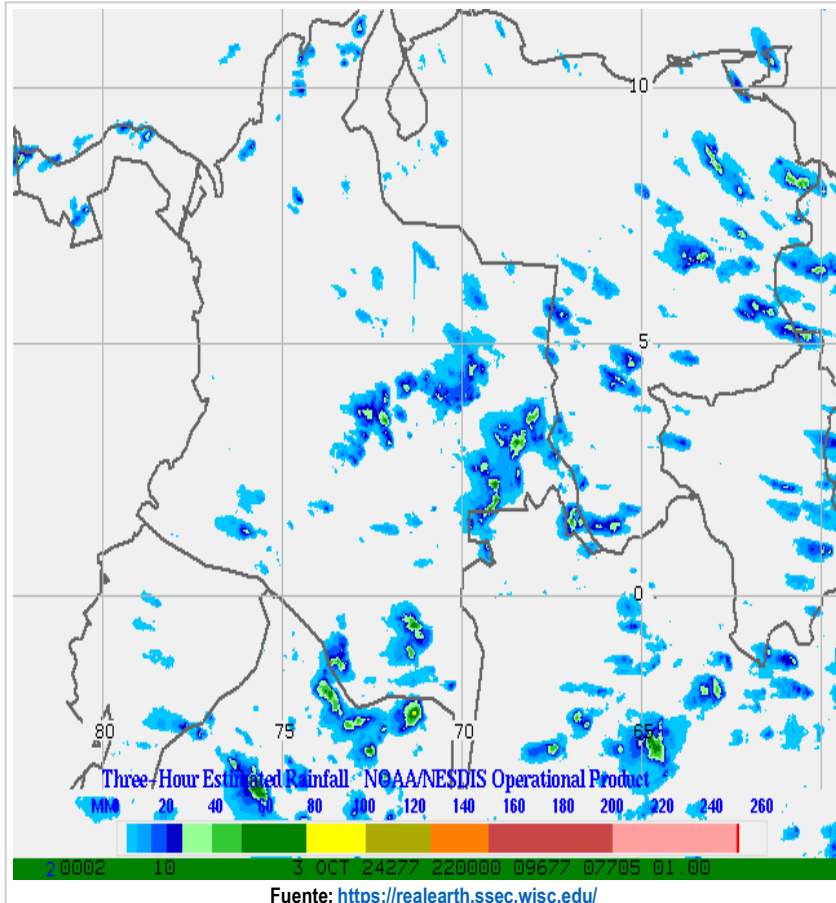 10
5
0
80 75 70 65
Three-Hour Estimated Rainfall NOAA/NESDIS Operational Product
MM 20 40 60 80 100 120 140 160 180 200 220 240 260
20002 10 3 OCT 24277 220000 09677 07705 01.00
Fuente: https://realearth.ssec.wisc.edu/